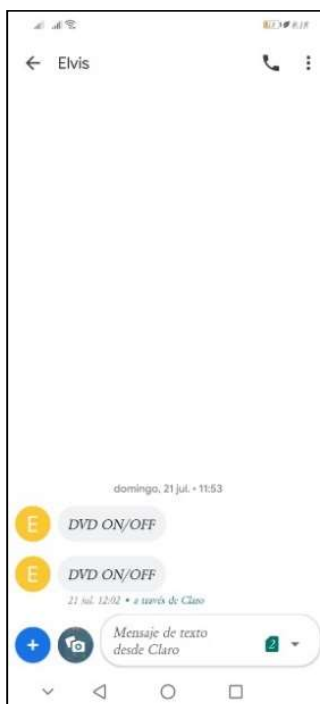 Elvis
domingo, 21 jul. • 11:53
E
DVD ON/OFF
E
DVD ON/OFF
21 jul. 12:02 • a través de Claro
Mensaje de texto
desde Claro
2